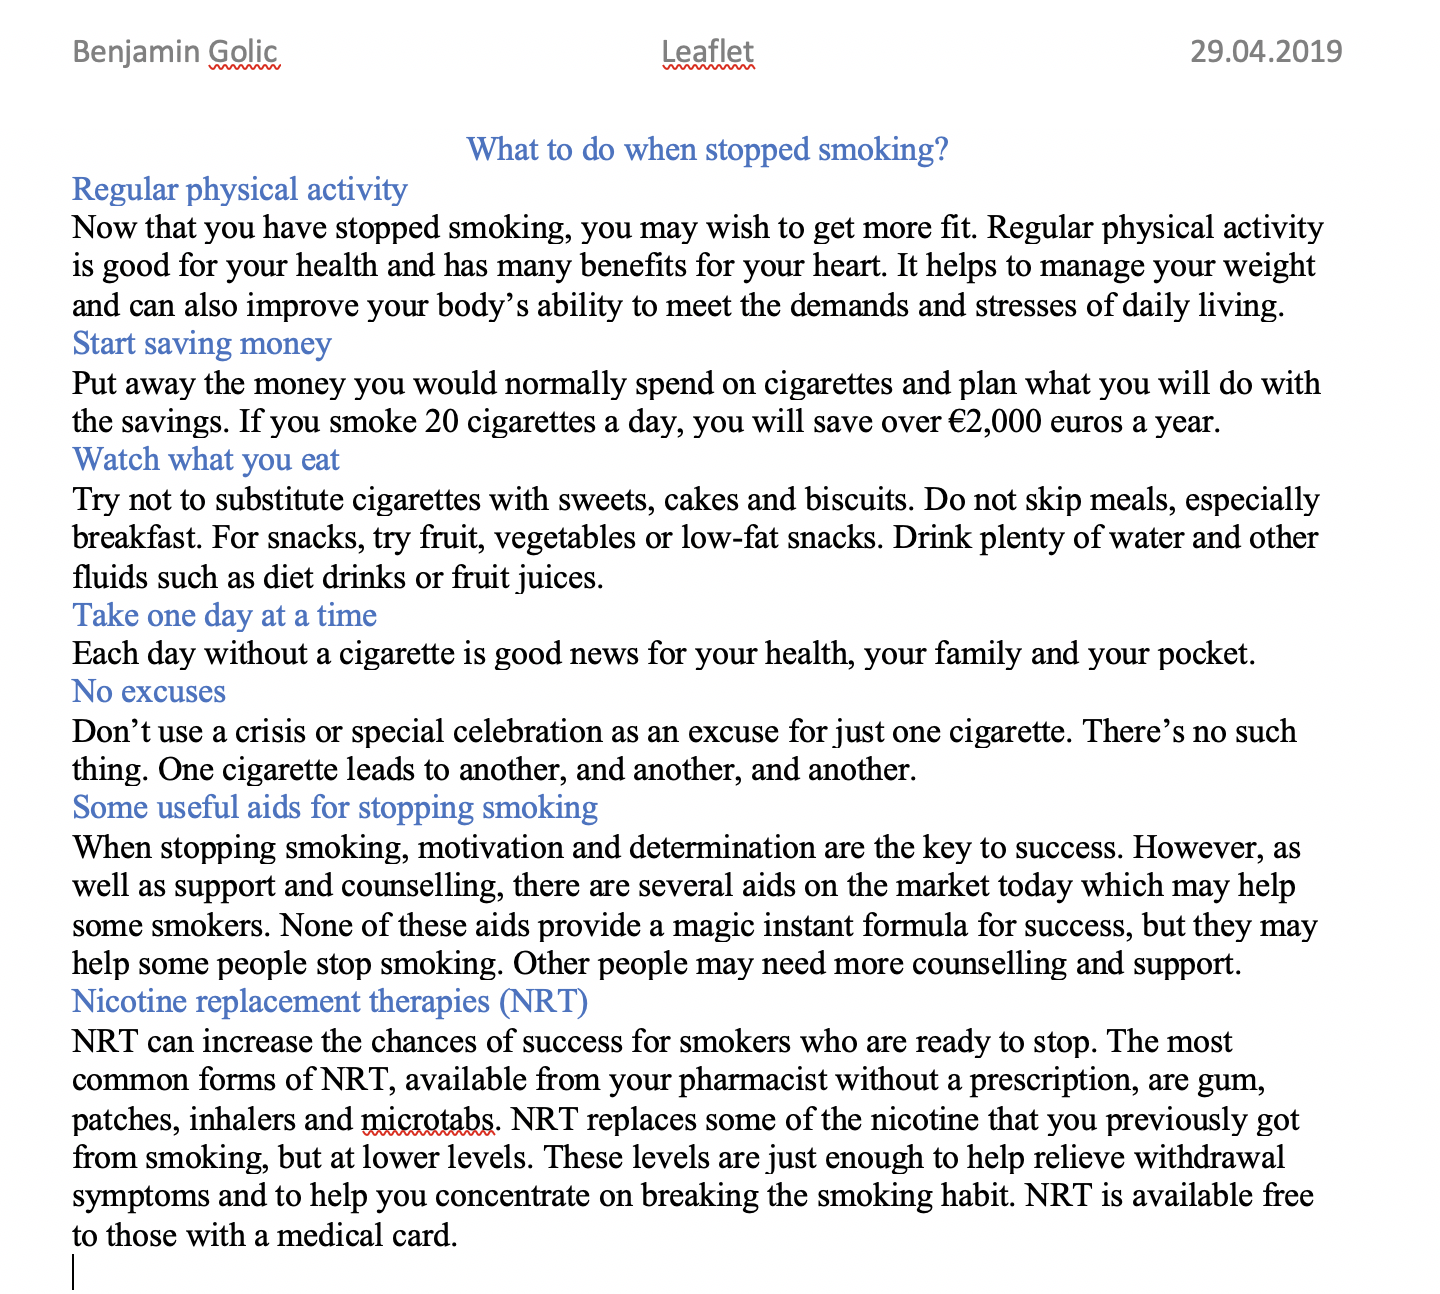 Benjamin Golic Leaflet 29.04.2019
What to do when stopped smoking?
Regular physical activity
Now that you have stopped smoking, you may wish to get more fit. Regular physical activity
is good for your health and has many benefits for your heart. It helps to manage your weight
and can also improve your body’s ability to meet the demands and stresses of daily living.
Start saving money
Put away the money you would normally spend on cigarettes and plan what you will do with
the savings. If you smoke 20 cigarettes a day, you will save over €2,000 euros a year.
Watch what you eat
Try not to substitute cigarettes with sweets, cakes and biscuits. Do not skip meals, especially
breakfast. For snacks, try fruit, vegetables or low-fat snacks. Drink plenty of water and other
fluids such as diet drinks or fruit juices.
Take one day at a time
Each day without a cigarette is good news for your health, your family and your pocket.
No excuses
Don’t use a crisis or special celebration as an excuse for just one cigarette. There’s no such
thing. One cigarette leads to another, and another, and another.
Some useful aids for stopping smoking
When stopping smoking, motivation and determination are the key to success. However, as
well as support and counselling, there are several aids on the market today which may help
some smokers. None of these aids provide a magic instant formula for success, but they may
help some people stop smoking. Other people may need more counselling and support.
Nicotine replacement therapies (NRT)
NRT can increase the chances of success for smokers who are ready to stop. The most
common forms of NRT, available from your pharmacist without a prescription, are gum,
patches, inhalers and microtabs. NRT replaces some of the nicotine that you previously got
from smoking, but at lower levels. These levels are just enough to help relieve withdrawal
symptoms and to help you concentrate on breaking the smoking habit. NRT is available free
to those with a medical card.